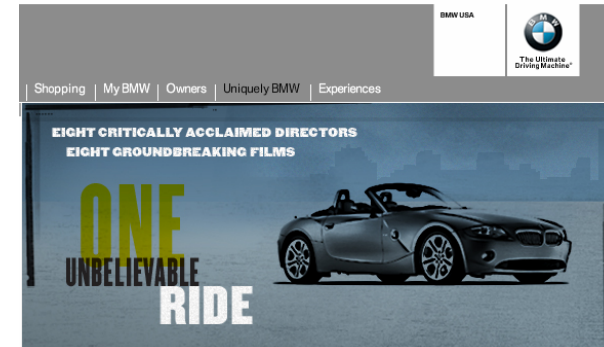 BMW USA
BMW
The Ultimate
Driving Machine®
Shopping
My BMW
Owners
Uniquely BMW
Experiences
EIGHT CRITICALLY ACCLAIMED DIRECTORS
EIGHT GROUNDBREAKING FILMS
ONE
UNBELIEVABLE
RIDE